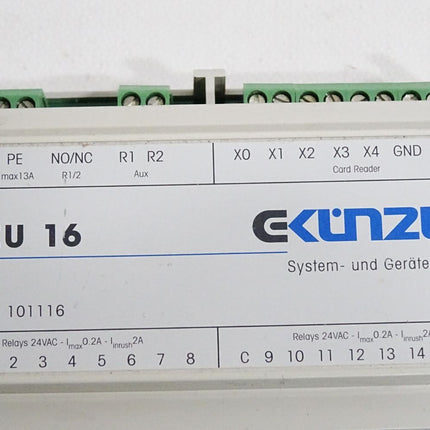 PE NO/NC R1 R2 X0 X1 X2 X3 X4 GND
max13A R1/2 Aux Card Reader
U 16
EKÜNZL
System- und Geräte
101116
Relays 24VAC - Imax0.2A - Iinrush2A Relays 24VAC - Imax0.2A - Iinrush2A
2 3 4 5 6 7 8 C 9 10 11 12 13 14